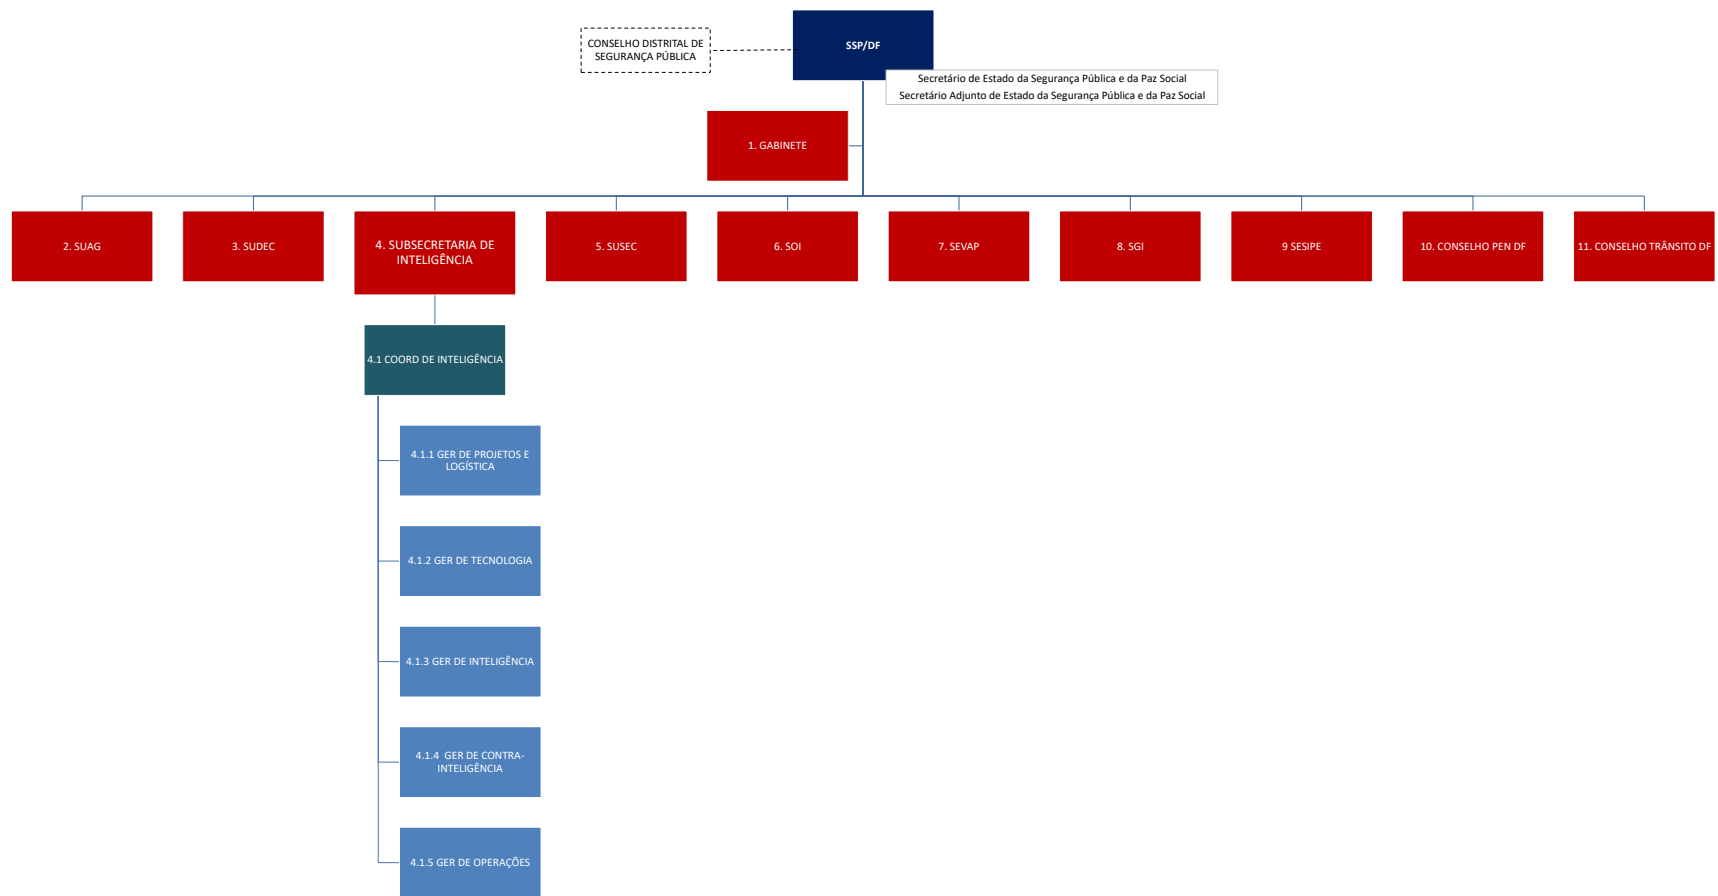 CONSELHO DISTRITAL DE
SEGURANÇA PÚBLICA
SSP/DF
Secretário de Estado da Segurança Pública e da Paz Social
Secretário Adjunto de Estado da Segurança Pública e da Paz Social
1. GABINETE
2. SUAG
3. SUDEC
4. SUBSECRETARIA DE
INTELIGÊNCIA
5. SUSEC
6. SOI
7. SEVAP
8. SGI
9 SESIPE
10. CONSELHO PEN DF
11. CONSELHO TRÂNSITO DF
4.1 COORD DE INTELIGÊNCIA
4.1.1 GER DE PROJETOS E
LOGÍSTICA
4.1.2 GER DE TECNOLOGIA
4.1.3 GER DE INTELIGÊNCIA
4.1.4  GER DE CONTRA-
INTELIGÊNCIA
4.1.5 GER DE OPERAÇÕES